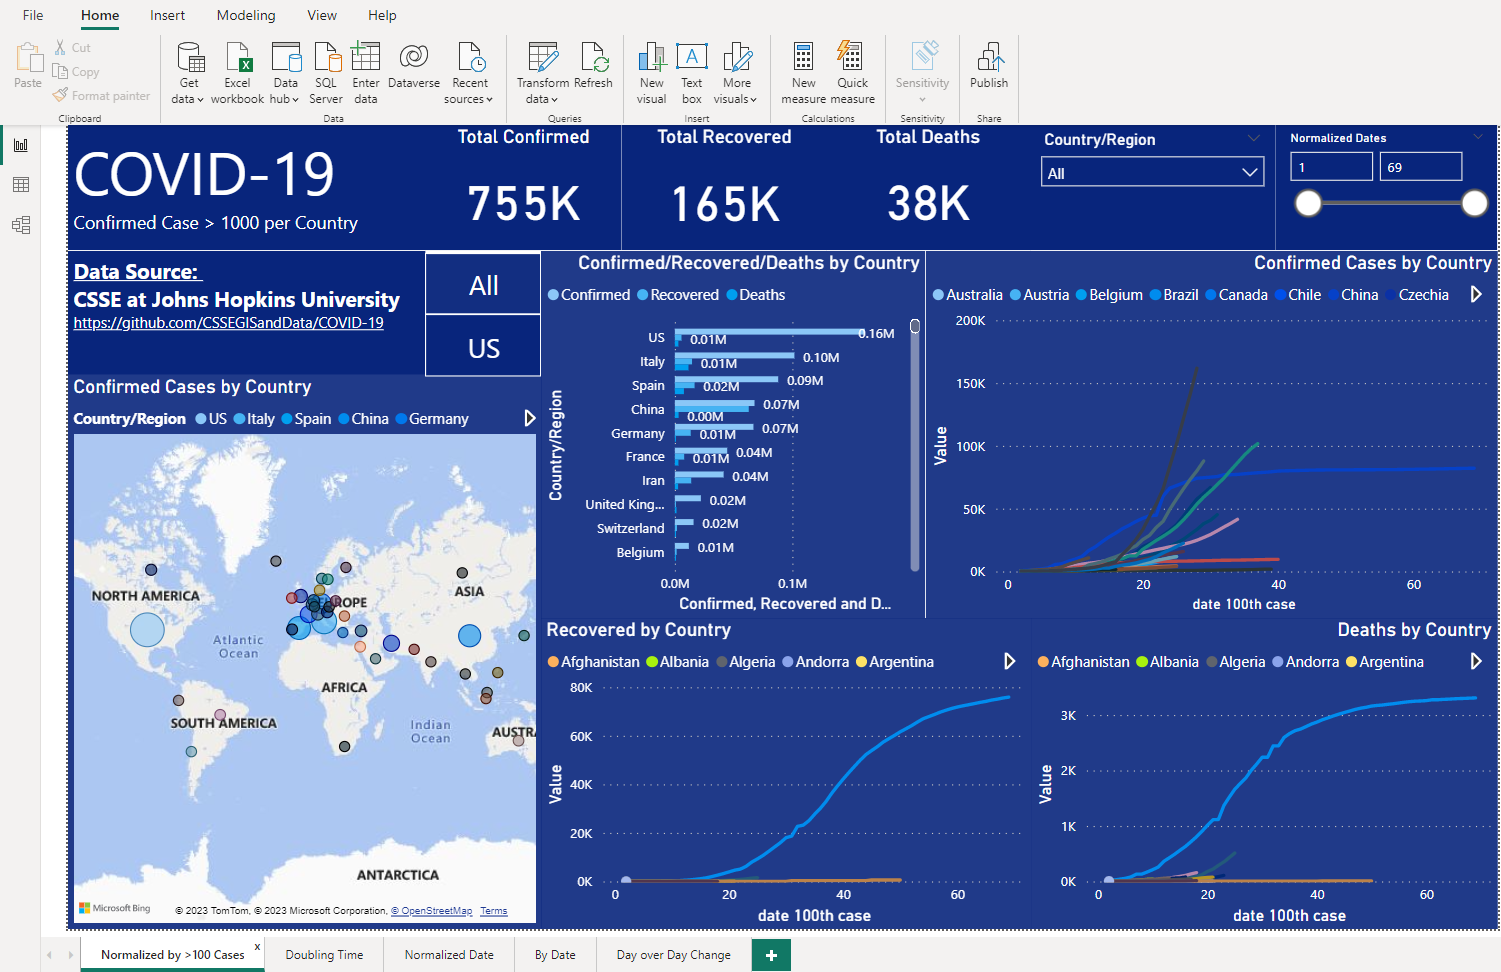 File Home Insert Modeling View Help
Paste
Cut
Copy
Format painter
Clipboard
Get data
Excel workbook
Data hub
SQL Server
Enter data
Dataverse
Recent sources
Data
Transform data
Refresh
Queries
New visual
Text box
More visuals
Insert
New measure
Quick measure
Calculations
Sensitivity
Sensitivity
Publish
Share
COVID-19
Confirmed Case > 1000 per Country
Total Confirmed
755K
Total Recovered
165K
Total Deaths
38K
Country/Region
All
Normalized Dates
1
69
Data Source:
CSSE at Johns Hopkins University
https://github.com/CSSEGISandData/COVID-19
All
US
Confirmed Cases by Country
Country/Region US Italy Spain China Germany
NORTH AMERICA
Atlantic
Ocean
ROPE
ASIA
AFRICA
SOUTH AMERICA
Indian
Ocean
AUSTRA
ANTARCTICA
Microsoft Bing
© 2023 TomTom, © 2023 Microsoft Corporation, © OpenStreetMap Terms
Confirmed/Recovered/Deaths by Country
Confirmed Recovered Deaths
Country/Region
US 0.16M
0.01M
Italy 0.10M
0.01M
Spain 0.09M
0.02M
China 0.07M
0.00M
Germany 0.07M
0.01M
France 0.04M
0.01M
Iran 0.04M
United King... 0.02M
Switzerland 0.02M
Belgium 0.01M
0.0M 0.1M
Confirmed, Recovered and D...
Confirmed Cases by Country
Australia Austria Belgium Brazil Canada Chile China Czechia
Value
200K
150K
100K
50K
0K
0 20 40 60
date 100th case
Recovered by Country
Afghanistan Albania Algeria Andorra Argentina
Value
80K
60K
40K
20K
0K
0 20 40 60
date 100th case
Deaths by Country
Afghanistan Albania Algeria Andorra Argentina
Value
3K
2K
1K
0K
0 20 40 60
date 100th case
Normalized by >100 Cases x
Doubling Time
Normalized Date
By Date
Day over Day Change
+